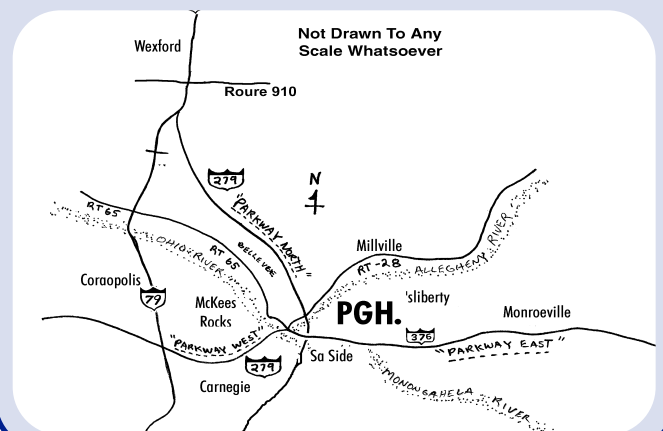 Not Drawn To Any
Scale Whatsoever
Wexford
Roure 910
279
"PARKWAY NORTH"
N
RT 65
OHIO RIVER
RT 65
BELLEVUE
Millville
RT-28
ALLEGHENY RIVER
Coraopolis
79
McKees
Rocks
'sliberty
PGH.
Monroeville
"PARKWAY WEST"
376
"PARKWAY EAST"
279
Sa Side
Carnegie
MONONGAHELA RIVER